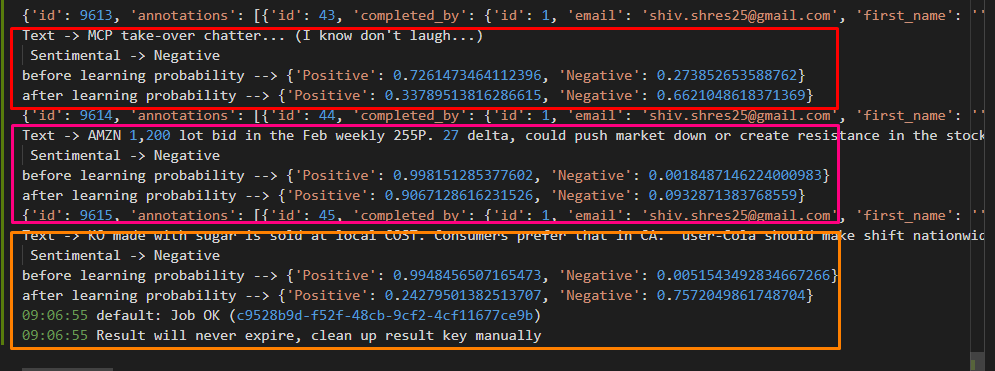 {'id': 9613, 'annotations': [{'id': 43, 'completed_by': {'id': 1, 'email': 'shiv.shres25@gmail.com', 'first_name': '
Text -> MCP take-over chatter... (I know don't laugh...)
Sentimental -> Negative
before learning probability --> {'Positive': 0.7261473464112396, 'Negative': 0.273852653588762}
after learning probability --> {'Positive': 0.33789513816286615, 'Negative': 0.6621048618371369}
{'id': 9614, 'annotations': [{'id': 44, 'completed_by': {'id': 1, 'email': 'shiv.shres25@gmail.com', 'first_name': '
Text -> AMZN 1,200 lot bid in the Feb weekly 255P. 27 delta, could push market down or create resistance in the stock
Sentimental -> Negative
before learning probability --> {'Positive': 0.998151285377602, 'Negative': 0.0018487146224000983}
after learning probability --> {'Positive': 0.9067128616231526, 'Negative': 0.0932871383768559}
{'id': 9615, 'annotations': [{'id': 45, 'completed_by': {'id': 1, 'email': 'shiv.shres25@gmail.com', 'first_name': '
Text -> KO made with sugar is sold at local COST. Consumers prefer that in CA. user-Cola should make shift nationwid
Sentimental -> Negative
before learning probability --> {'Positive': 0.9948456507165473, 'Negative': 0.0051543492834667266}
after learning probability --> {'Positive': 0.24279501382513707, 'Negative': 0.7572049861748704}
09:06:55 default: Job OK (c9528b9d-f52f-48cb-9cf2-4cf11677ce9b)
09:06:55 Result will never expire, clean up result key manually